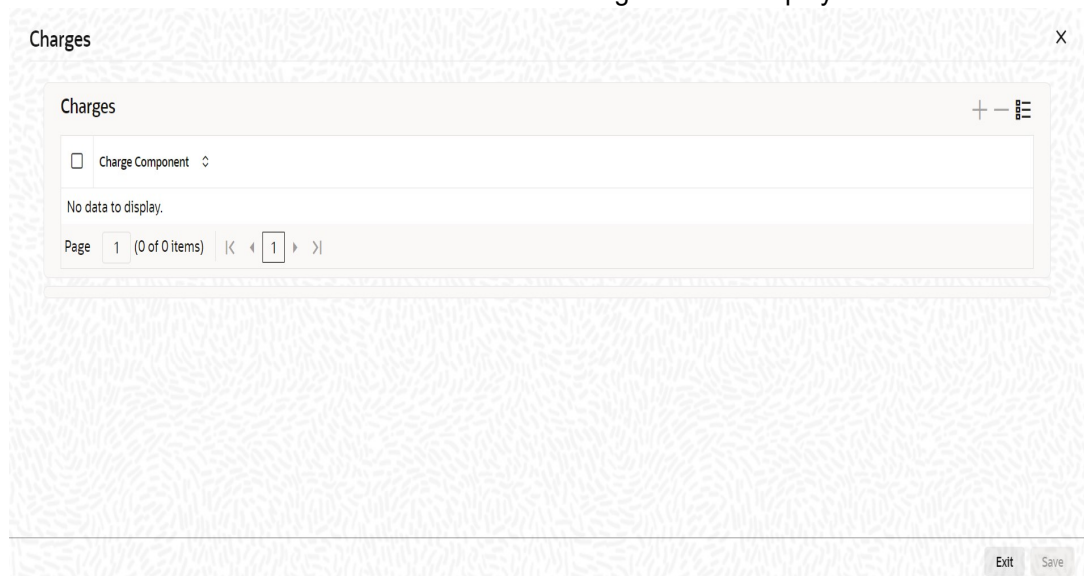 Charges X
Charges
Charge Component
No data to display.
Page 1 (0 of 0 items) 1
Exit Save